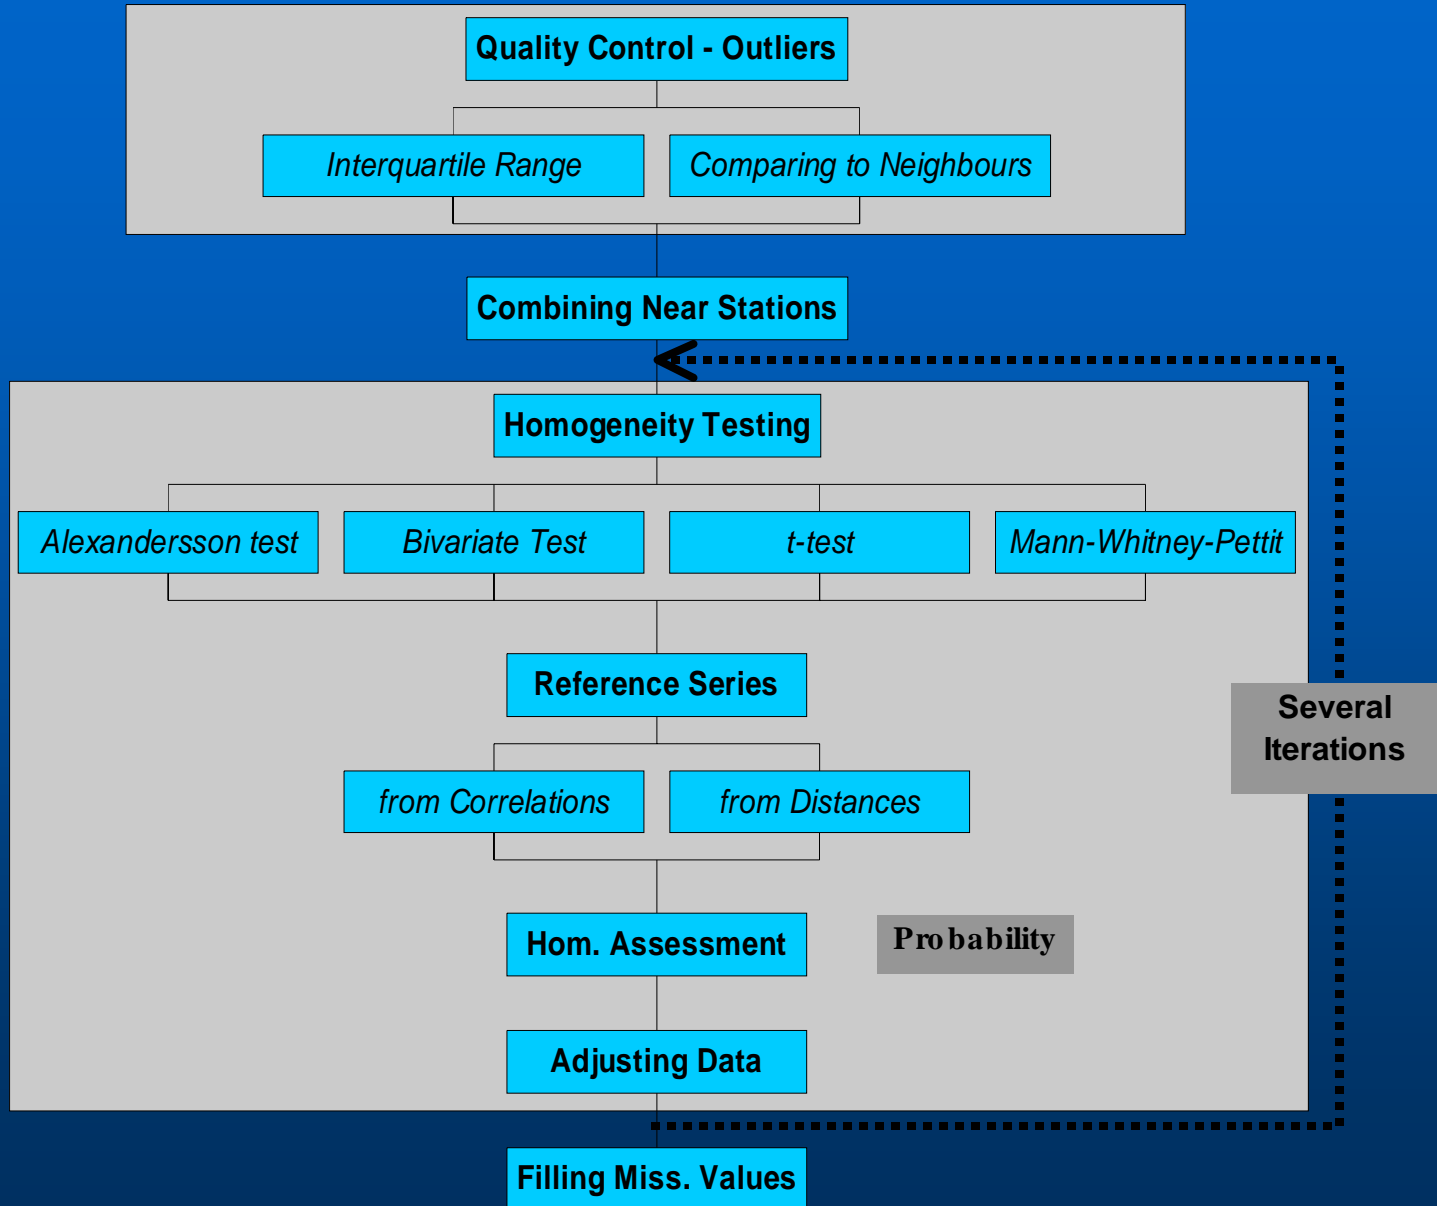 Quality Control - Outliers
Interquartile Range
Comparing to Neighbours
Combining Near Stations
Homogeneity Testing
Alexandersson test
Bivariate Test
t-test
Mann-Whitney-Pettit
Reference Series
Several
Iterations
from Correlations
from Distances
Hom. Assessment
Probability
Adjusting Data
Filling Miss. Values